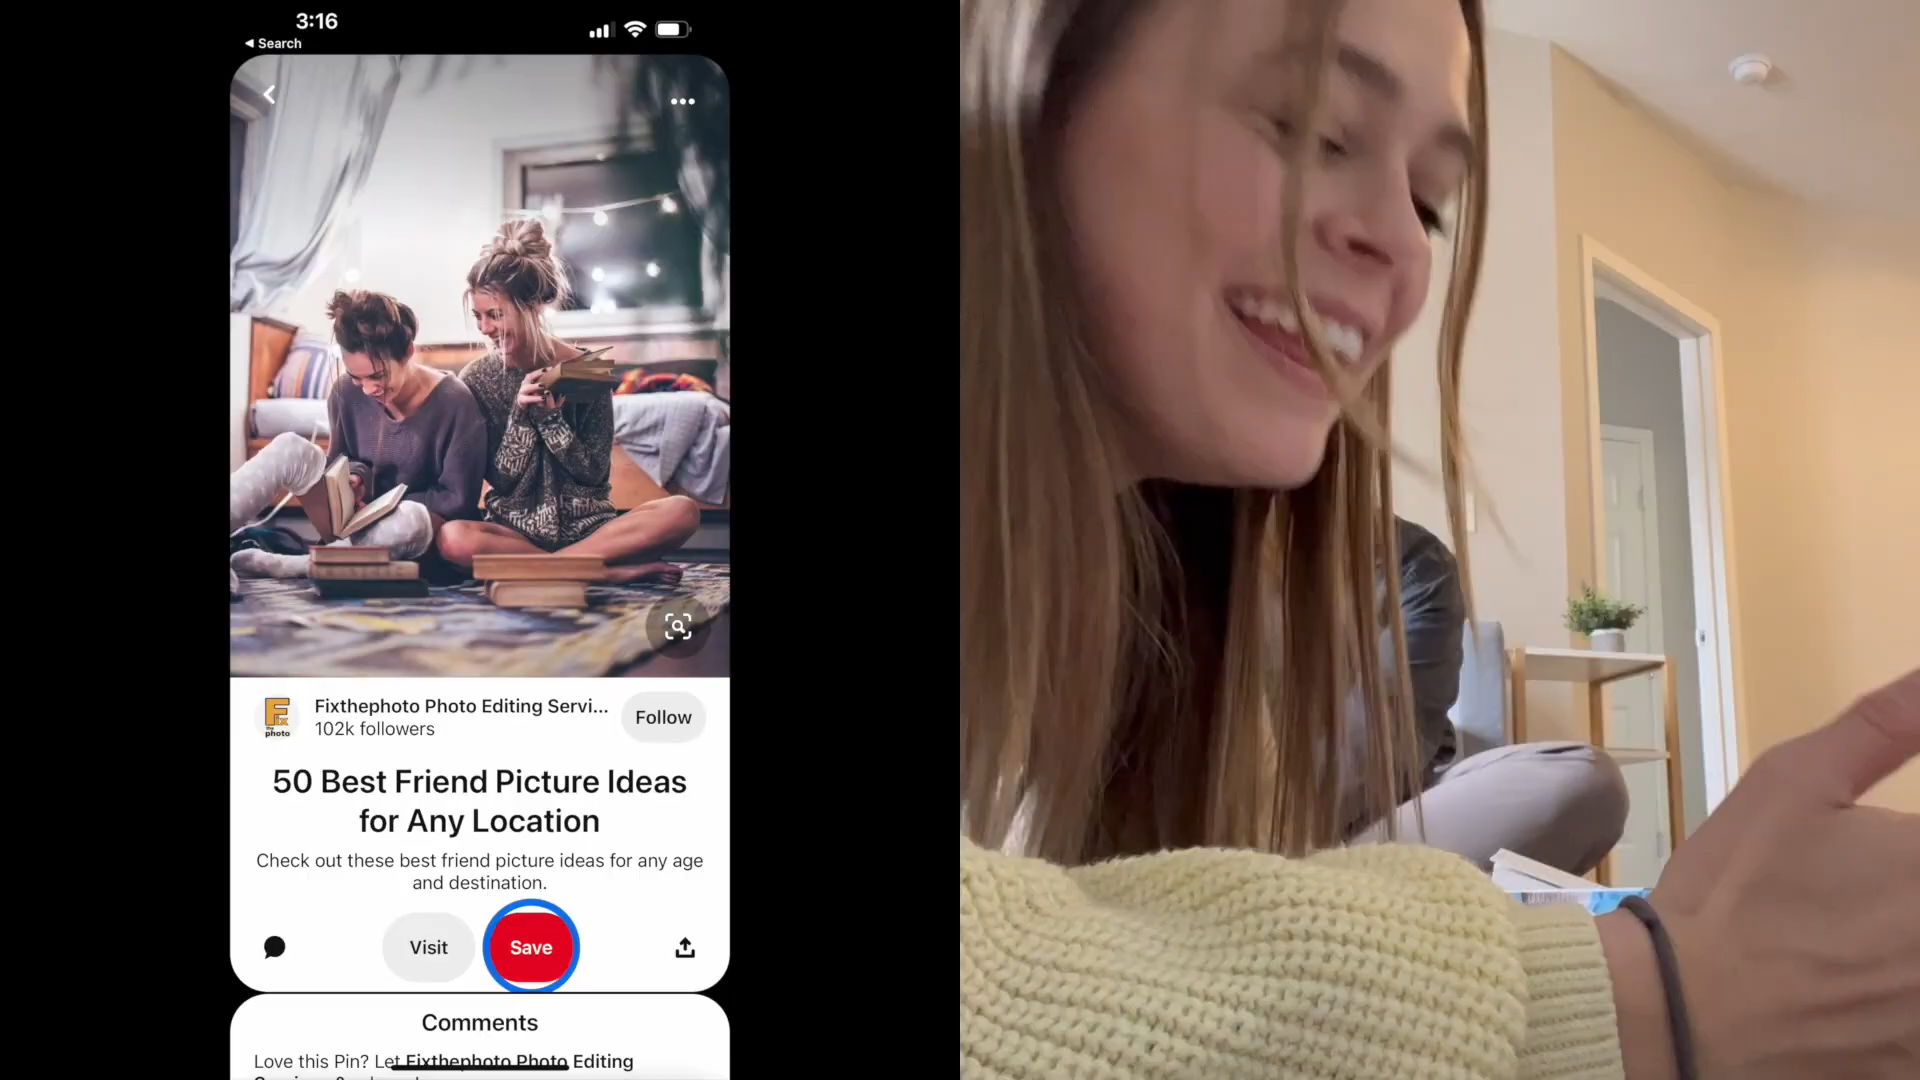 3:16
Search
Fix
photo
Fixthephoto Photo Editing Servi...
102k followers
Follow
50 Best Friend Picture Ideas
for Any Location
Check out these best friend picture ideas for any age
and destination.
Visit
Save
Comments
Love this Pin? Let Fixthephoto Photo Editing